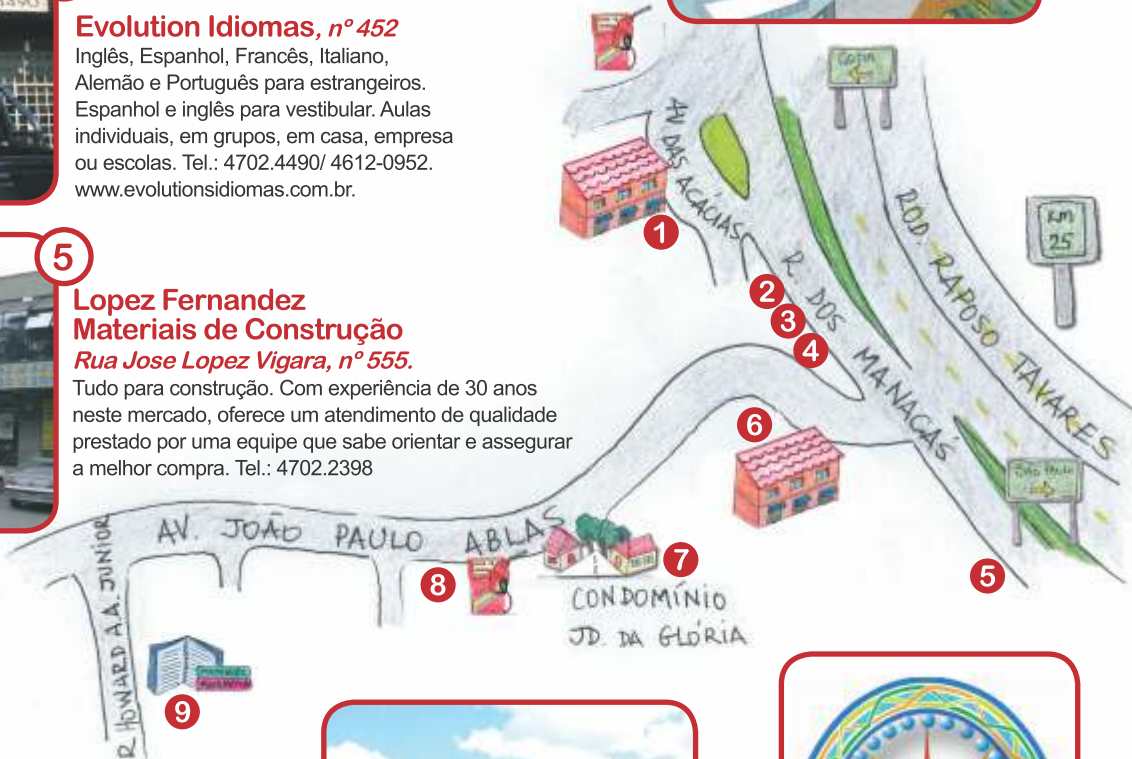 Evolution Idiomas, nº 452
Inglês, Espanhol, Francês, Italiano,
Alemão e Português para estrangeiros.
Espanhol e inglês para vestibular. Aulas
individuais, em grupos, em casa, empresa
ou escolas. Tel.: 4702.4490/ 4612-0952.
www.evolutionsidiomas.com.br.
5
Lopez Fernandez
Materiais de Construção
Rua Jose Lopez Vigara, nº 555.
Tudo para construção. Com experiência de 30 anos
neste mercado, oferece um atendimento de qualidade
prestado por uma equipe que sabe orientar e assegurar
a melhor compra. Tel.: 4702.2398
COTIA
AV DAS ACÁCIAS
R. DOS MANACÁS
ROD. RAPOSO TAVARES
KM
25
1
2
3
4
6
SÃO PAULO
5
AV. JOÃO PAULO ABLAS
7
8
CONDOMÍNIO
JD. DA GLÓRIA
R HOWARD A.A. JUNIOR
9